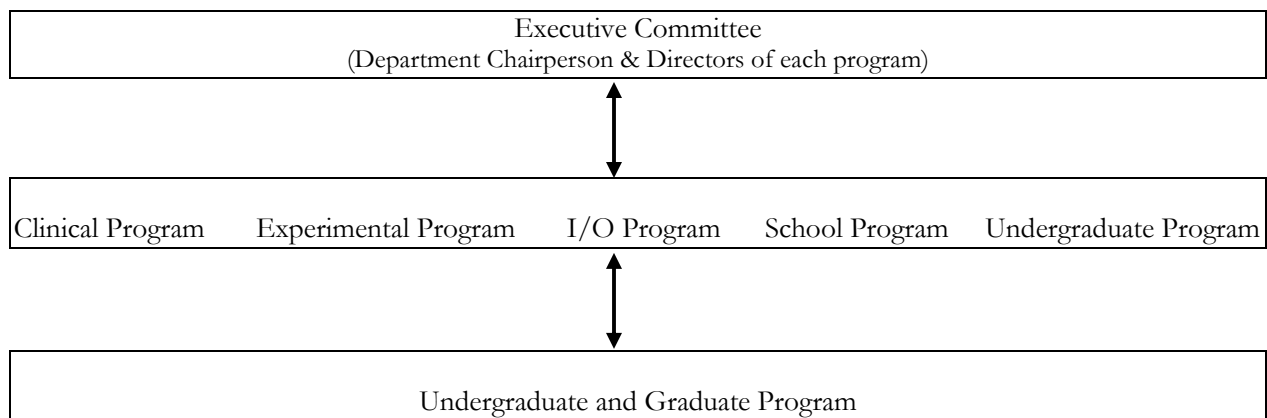 Executive Committee
(Department Chairperson & Directors of each program)
Clinical Program Experimental Program I/O Program School Program Undergraduate Program
Undergraduate and Graduate Program